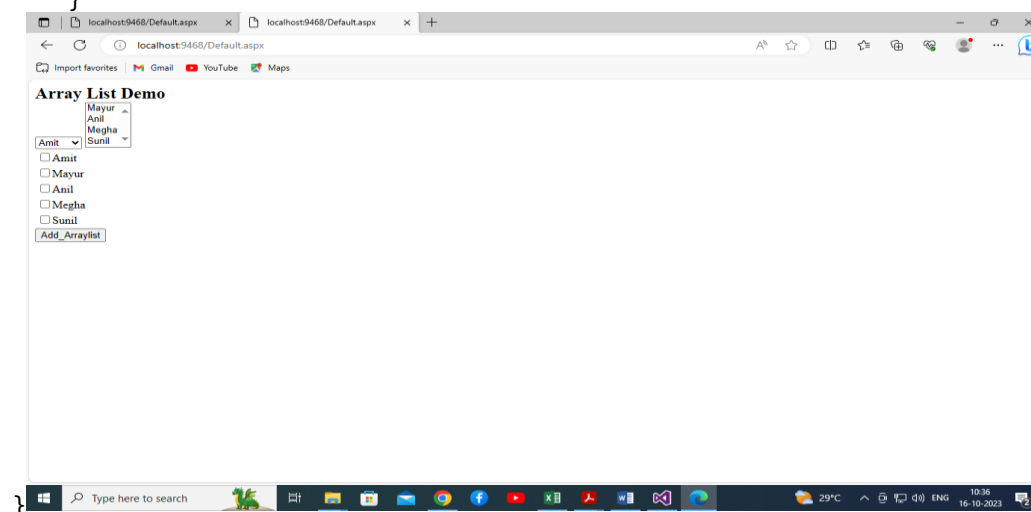 }
localhost:9468/Default.aspx
localhost:9468/Default.aspx
localhost:9468/Default.aspx
Import favorites
Gmail
YouTube
Maps
Array List Demo
Mayur
Anil
Megha
Sunil
Amit
Amit
Mayur
Anil
Megha
Sunil
Add_Arraylist
}
Type here to search
29°C
ENG
10:36
16-10-2023